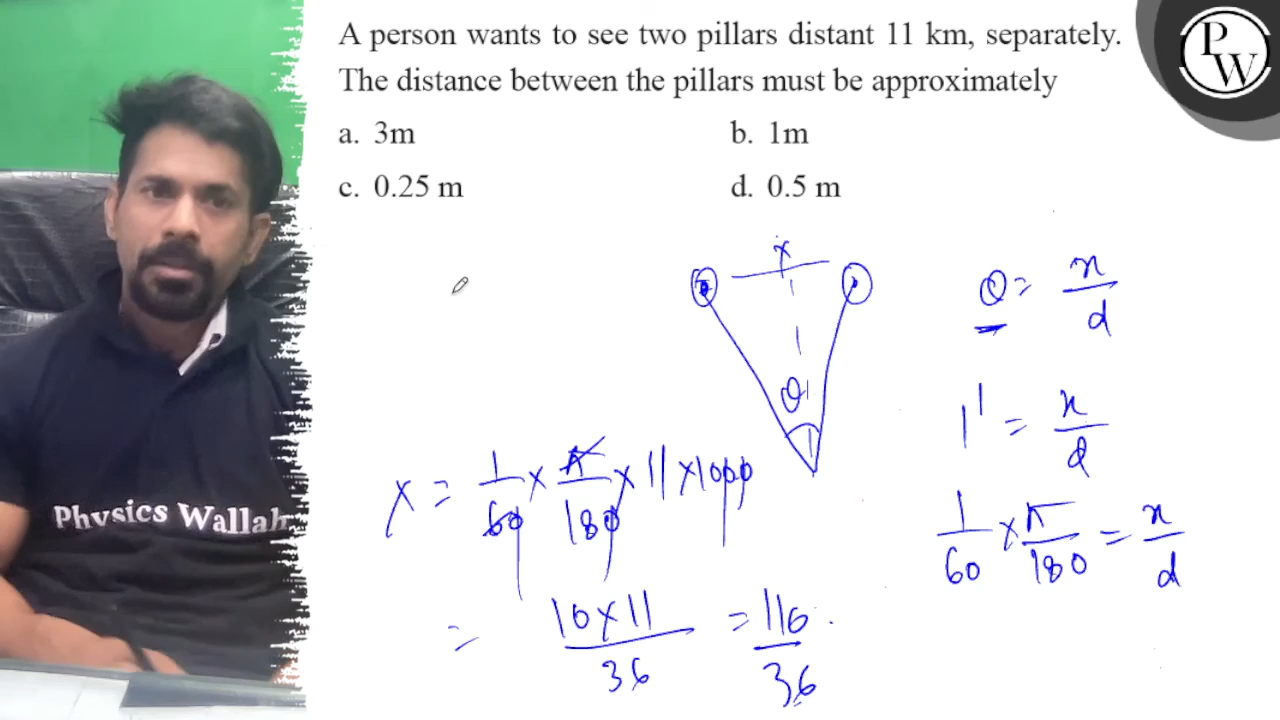 A person wants to see two pillars distant 11 km, separately.
The distance between the pillars must be approximately
a. 3m
b. 1m
c. 0.25 m
d. 0.5 m
PW
x
θ
θ = x/d
1' = x/d
1/60 × π/180 = x/d
x = 1/60 × π/180 × 11 × 1000
= 10×11/36 = 110/36
Physics Wallah